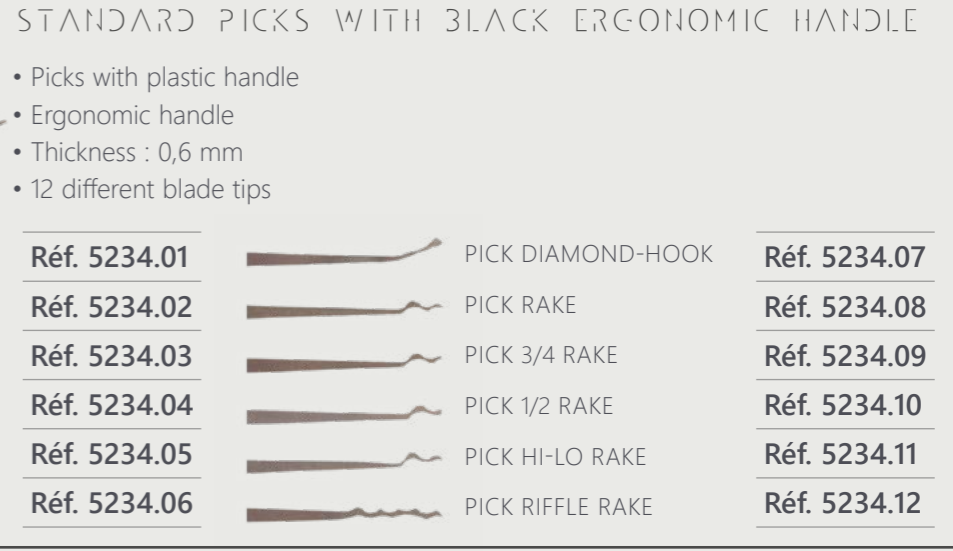 STANDARD PICKS WITH BLACK ERGONOMIC HANDLE
• Picks with plastic handle
• Ergonomic handle
• Thickness : 0,6 mm
• 12 different blade tips
Réf. 5234.01 PICK DIAMOND-HOOK Réf. 5234.07
Réf. 5234.02 PICK RAKE Réf. 5234.08
Réf. 5234.03 PICK 3/4 RAKE Réf. 5234.09
Réf. 5234.04 PICK 1/2 RAKE Réf. 5234.10
Réf. 5234.05 PICK HI-LO RAKE Réf. 5234.11
Réf. 5234.06 PICK RIFFLE RAKE Réf. 5234.12